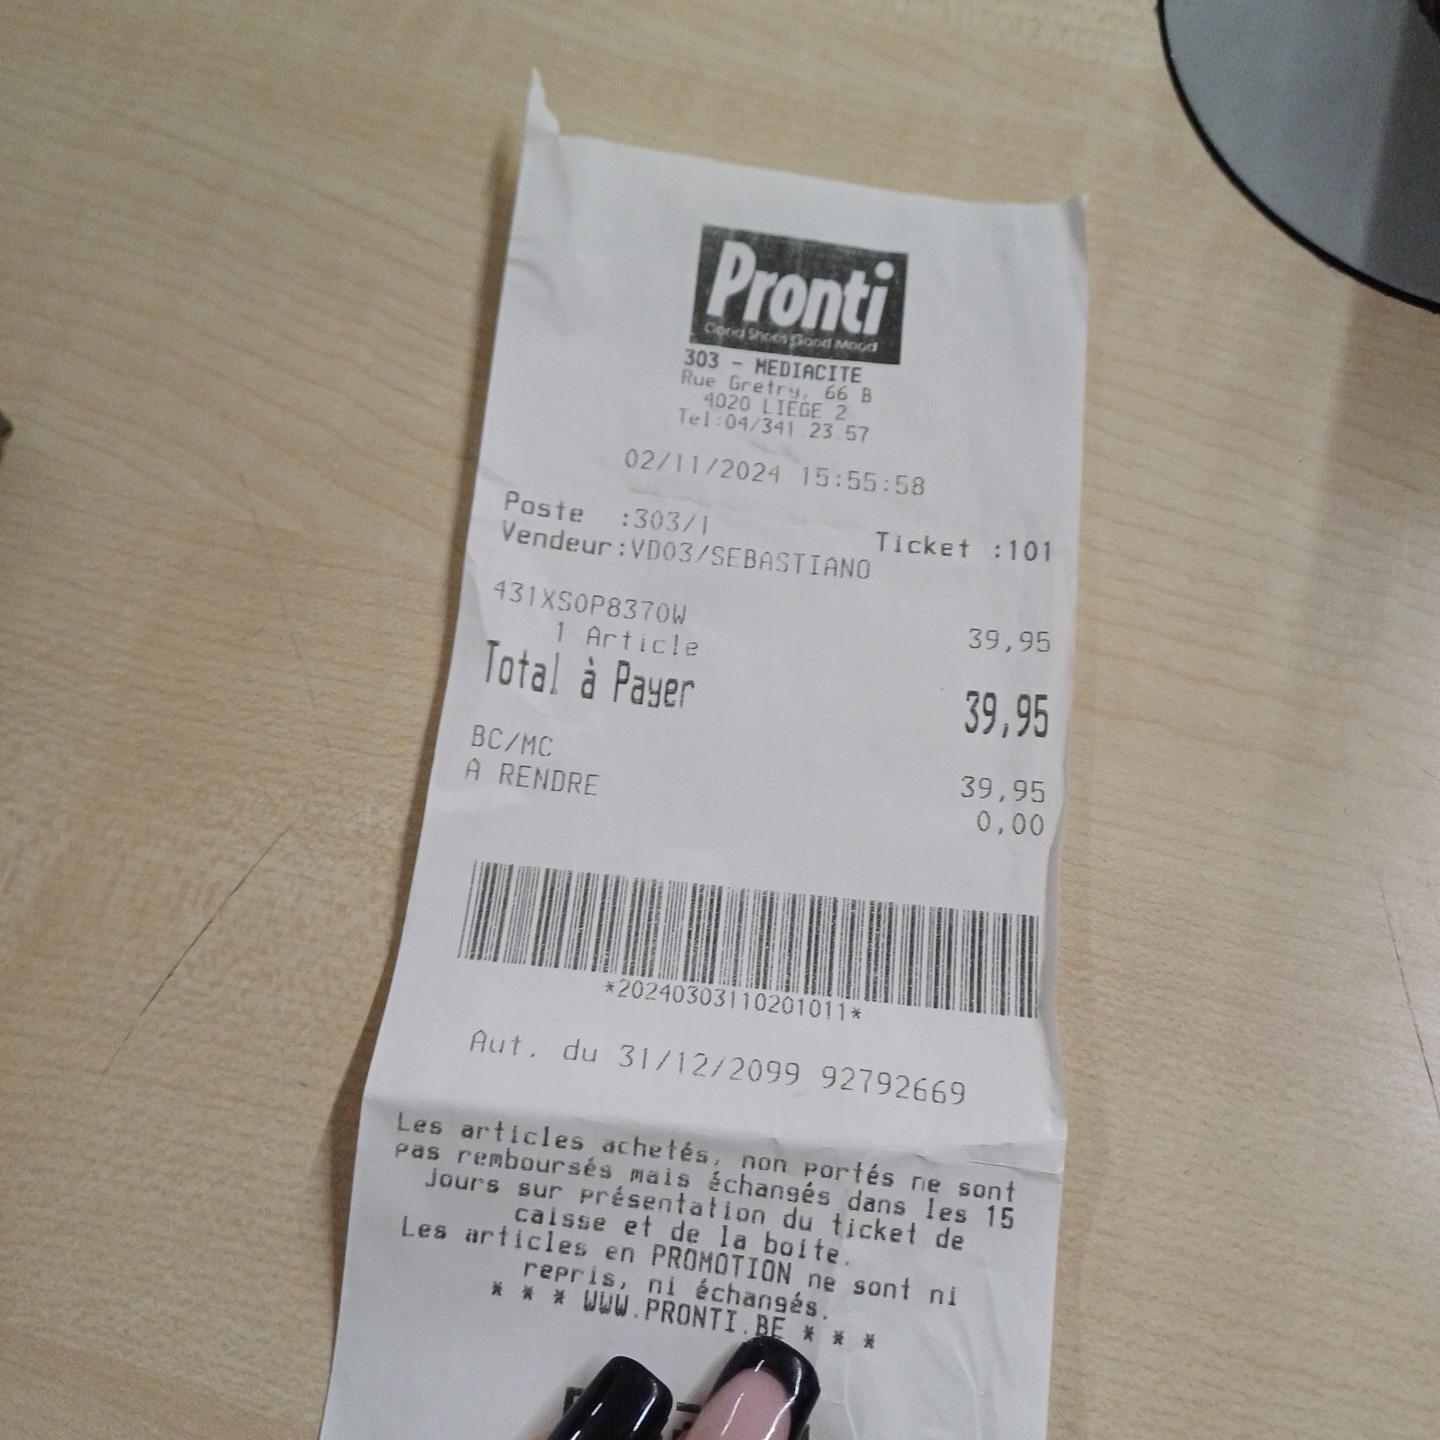 Pronti
Good Shoes Good Mood
303 - MEDIACITE
Rue Gretry, 66 B
4020 LIEGE 2
Tel:04/341.23.57
02/11/2024 15:55:58
Poste :303/1 Ticket :101
Vendeur:VD03/SEBASTIANO
431XSOP8370W 39,95
1 Article
Total à Payer 39,95
BC/MC 39,95
A RENDRE 0,00
*20240303110201011*
Aut. du 31/12/2099 92792669
Les articles achetés, non portés ne sont
pas remboursés mais échangés dans les 15
jours sur présentation du ticket de
caisse et de la boite.
Les articles en PROMOTION ne sont ni
repris, ni échangés.
* * * WWW.PRONTI.BE * * *